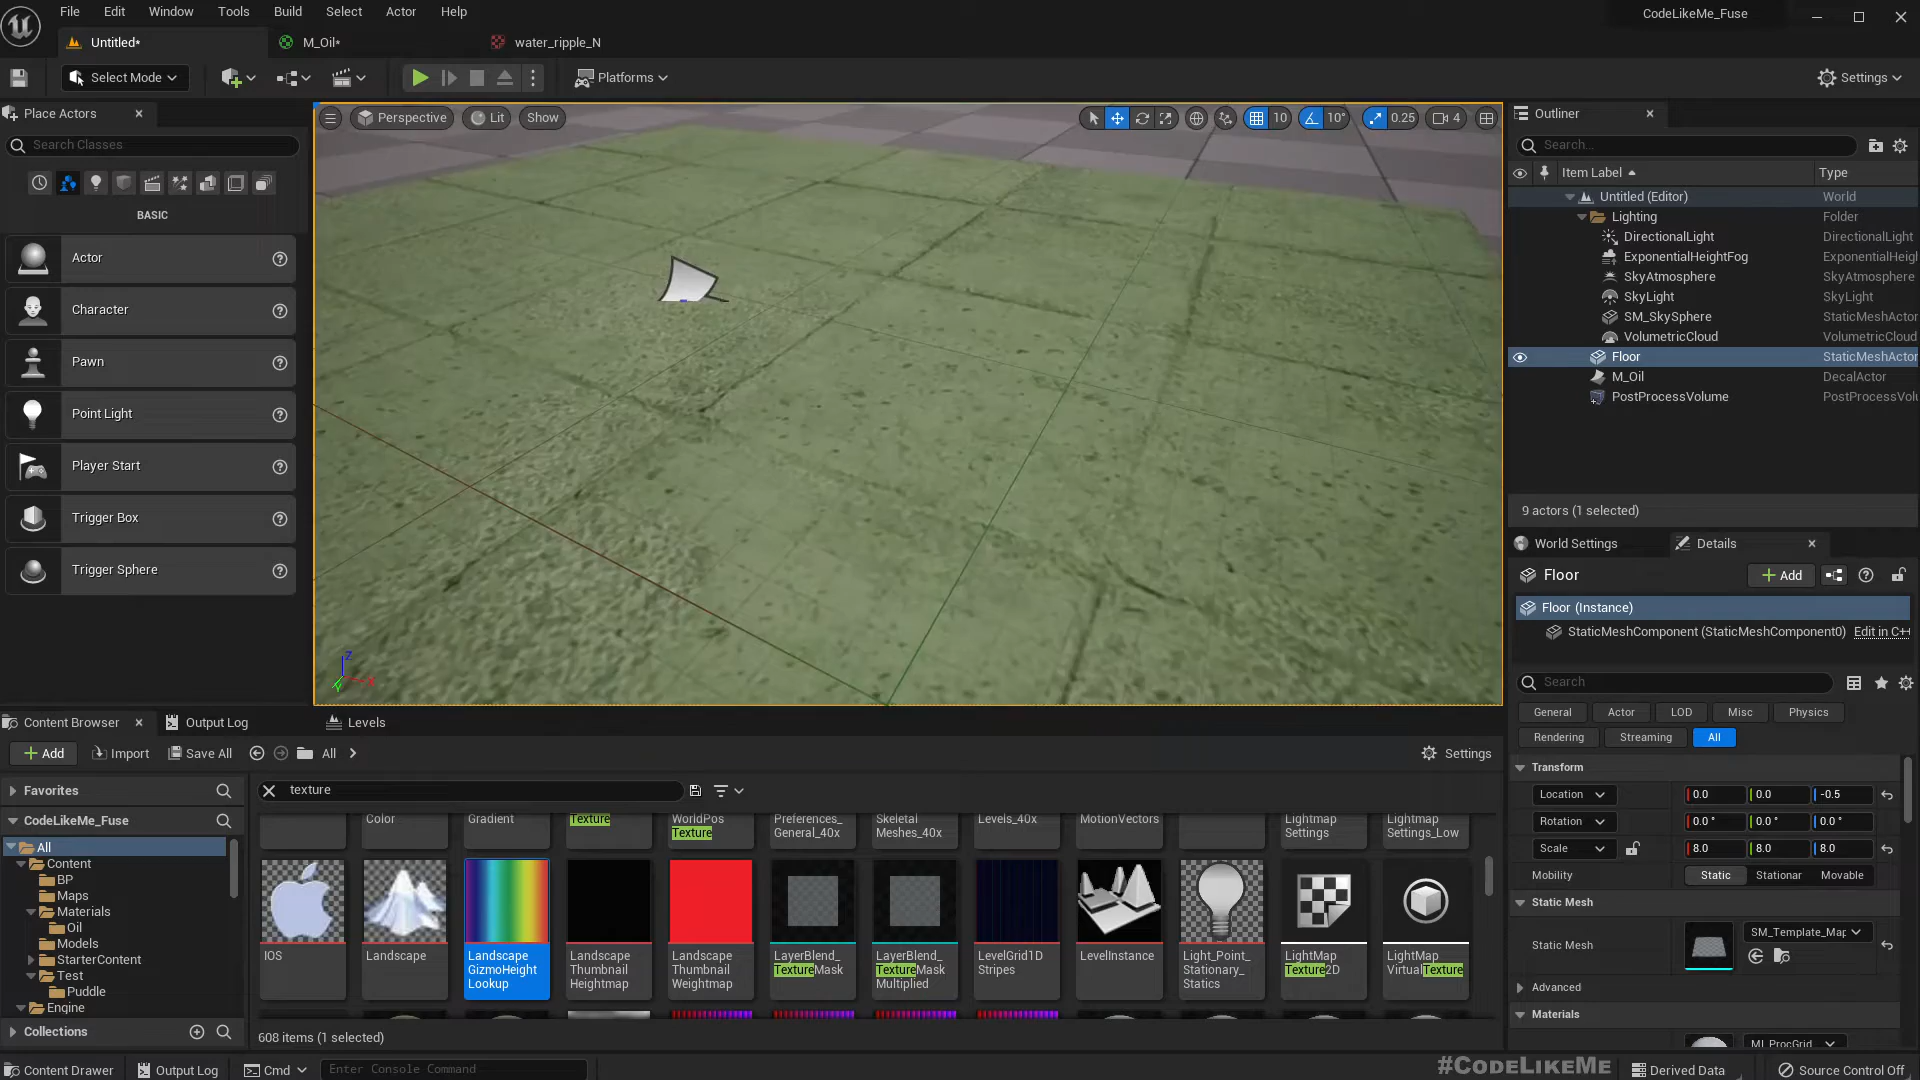 File Edit Window Tools Build Select Actor Help
CodeLikeMe_Fuse
Untitled*
M_Oil*
water_ripple_N
Select Mode
Platforms
Settings
Place Actors
Search Classes
BASIC
Actor
Character
Pawn
Point Light
Player Start
Trigger Box
Trigger Sphere
Perspective
Lit
Show
10
10°
0.25
4
Z
Outliner
Search...
Item Label
Type
Untitled (Editor) World
Lighting Folder
DirectionalLight DirectionalLight
ExponentialHeightFog ExponentialHeigl
SkyAtmosphere SkyAtmosphere
SkyLight SkyLight
SM_SkySphere StaticMeshActor
VolumetricCloud VolumetricCloud
Floor StaticMeshActor
M_Oil DecalActor
PostProcessVolume PostProcessVolu
9 actors (1 selected)
World Settings
Details
Floor
Add
Floor (Instance)
StaticMeshComponent (StaticMeshComponent0) Edit in C++
Search
General Actor LOD Misc Physics
Rendering Streaming All
Transform
Location 0.0 0.0 -0.5
Rotation 0.0 ° 0.0 ° 0.0 °
Scale 8.0 8.0 8.0
Mobility Static Stationar Movable
Static Mesh
Static Mesh
SM_Template_Map
Advanced
Materials
MI_ProcGrid
Content Browser
Output Log
Levels
Add
Import
Save All
All
Settings
Favorites
CodeLikeMe_Fuse
All
Content
BP
Maps
Materials
Oil
Models
StarterContent
Test
Puddle
Engine
Collections
texture
Color
Gradient
Texture
WorldPos
Texture
Preferences_
General_40x
Skeletal
Meshes_40x
Levels_40x
MotionVectors
Lightmap
Settings
Lightmap
Settings_Low
IOS
Landscape
Landscape
GizmoHeight
Lookup
Landscape
Thumbnail
Heightmap
Landscape
Thumbnail
Weightmap
LayerBlend_
TextureMask
LayerBlend_
TextureMask
Multiplied
LevelGrid1D
Stripes
LevelInstance
Light_Point_
Stationary_
Statics
LightMap
Texture2D
LightMap
VirtualTexture
608 items (1 selected)
Content Drawer
Output Log
Cmd
Enter Console Command
#CodeLikeMe
Derived Data
Source Control Off